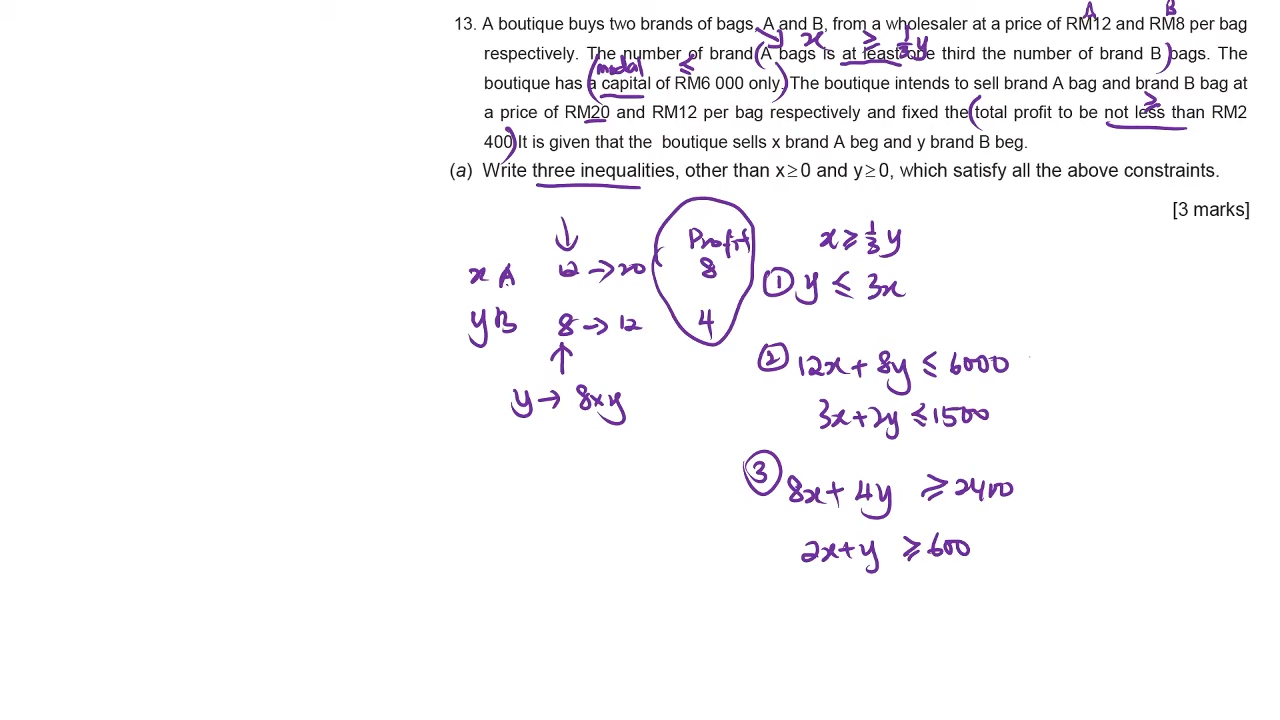 A B
13. A boutique buys two brands of bags, A and B, from a wholesaler at a price of RM12 and RM8 per bag
x ≥ 1/3 y
respectively. The number of brand (A bags is at least one third the number of brand B) bags. The
modal ≤
boutique has (a capital of RM6 000 only.) The boutique intends to sell brand A bag and brand B bag at
a price of RM20 and RM12 per bag respectively and fixed the (total profit to be not less than RM2
≥
400) It is given that the boutique sells x brand A beg and y brand B beg.
(a) Write three inequalities, other than x≥0 and y≥0, which satisfy all the above constraints.
[3 marks]
Profit
x A 12 → 20 8
y B 8 → 12 4
y → 8xy
x ≥ 1/3 y
① y ≤ 3x
② 12x + 8y ≤ 6000
3x + 2y ≤ 1500
③ 8x + 4y ≥ 2400
2x + y ≥ 600